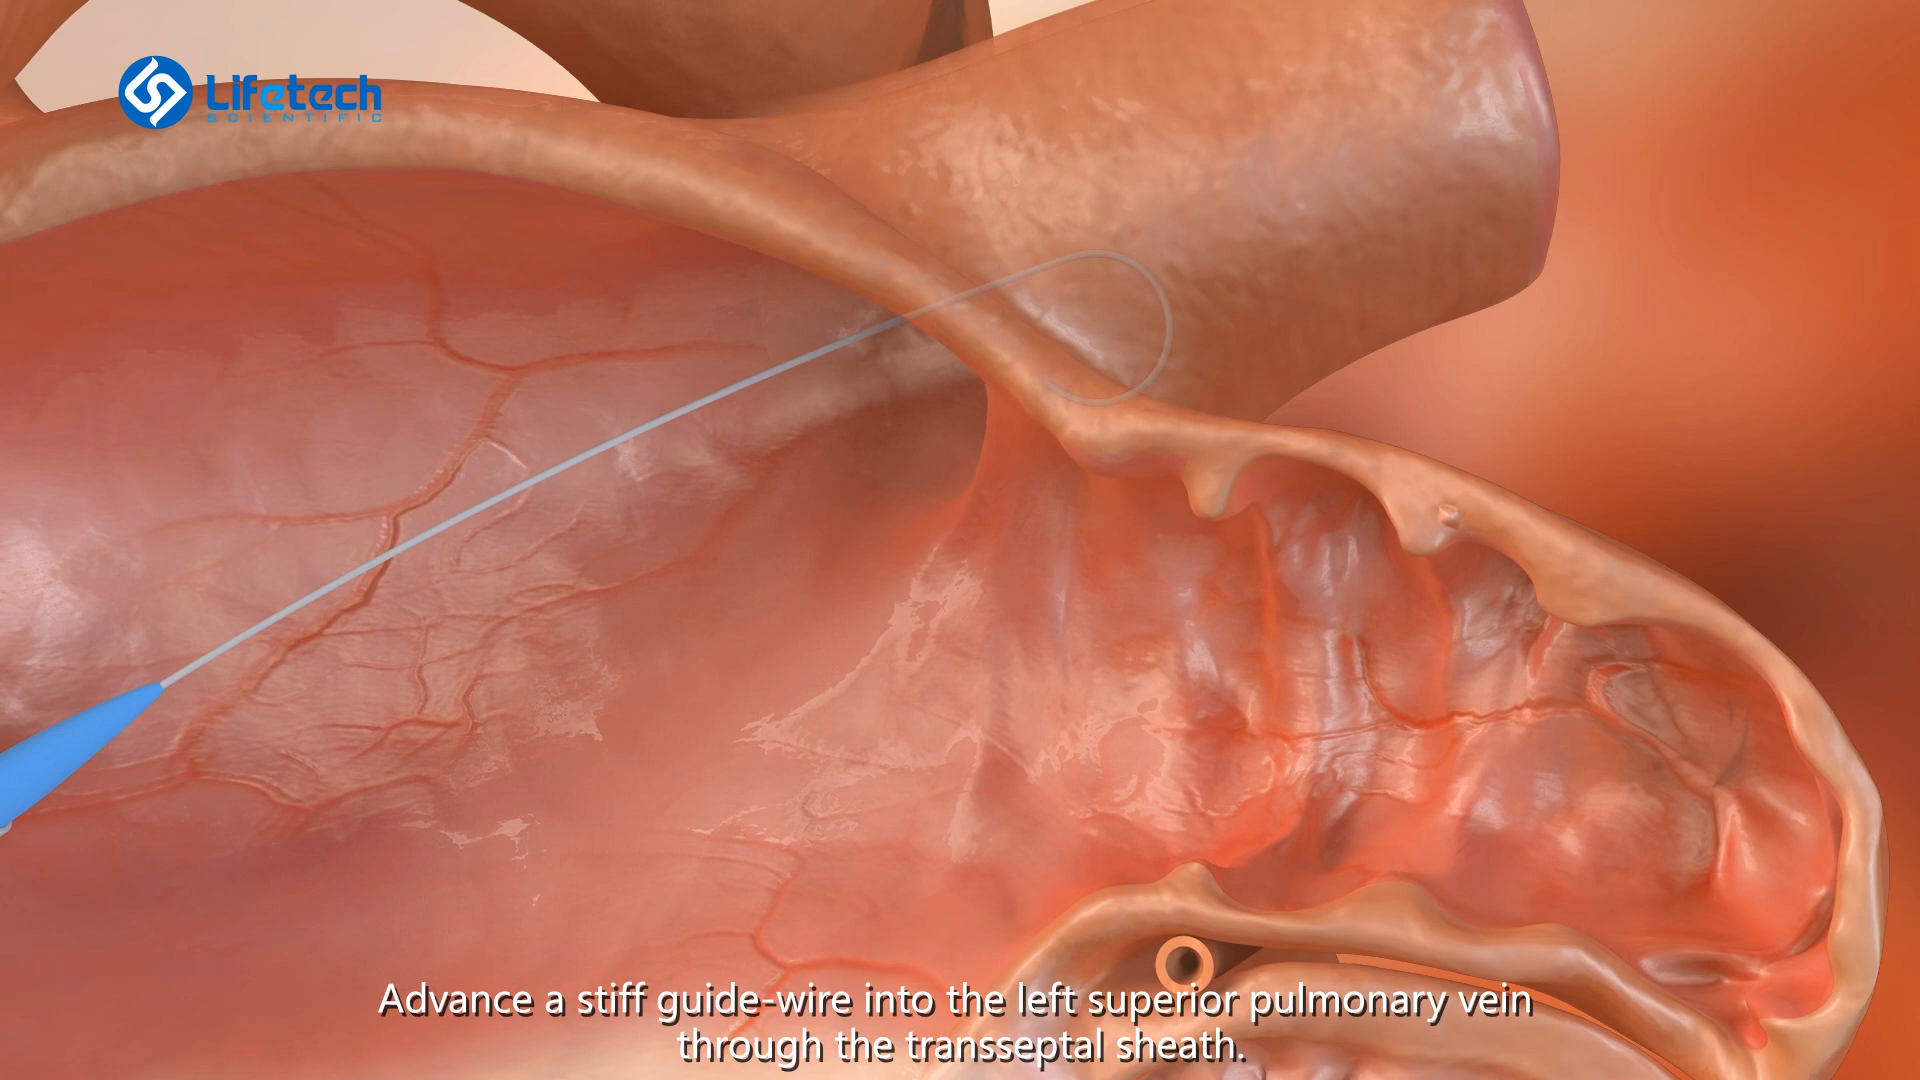 Lifetech
SCIENTIFIC
Advance a stiff guide-wire into the left superior pulmonary vein
through the transseptal sheath.